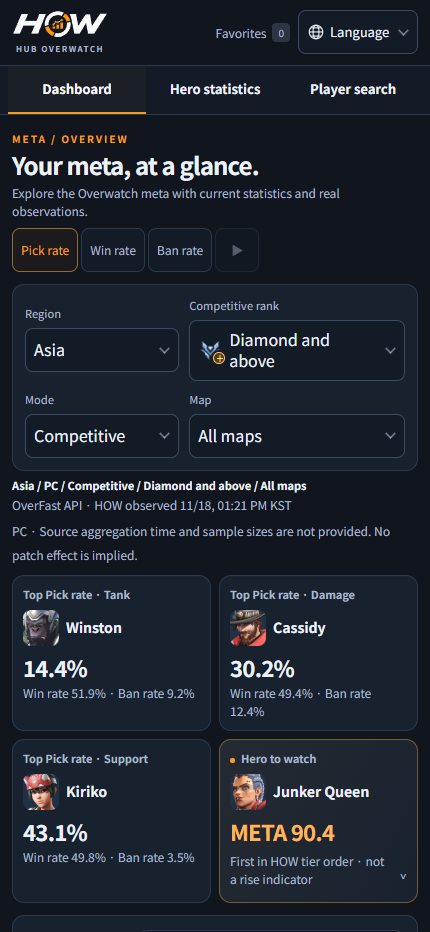 HOW
HUB OVERWATCH
Favorites 0
Language
Dashboard
Hero statistics
Player search
META / OVERVIEW
Your meta, at a glance.
Explore the Overwatch meta with current statistics and real
observations.
Pick rate
Win rate
Ban rate
Region
Competitive rank
Asia
Diamond and
above
Mode
Map
Competitive
All maps
Asia / PC / Competitive / Diamond and above / All maps
OverFast API · HOW observed 11/18, 01:21 PM KST
PC · Source aggregation time and sample sizes are not provided. No
patch effect is implied.
Top Pick rate · Tank
Winston
14.4%
Win rate 51.9% · Ban rate 9.2%
Top Pick rate · Damage
Cassidy
30.2%
Win rate 49.4% · Ban rate
12.4%
Top Pick rate · Support
Kiriko
43.1%
Win rate 49.8% · Ban rate 3.5%
Hero to watch
Junker Queen
META 90.4
First in HOW tier order · not
a rise indicator